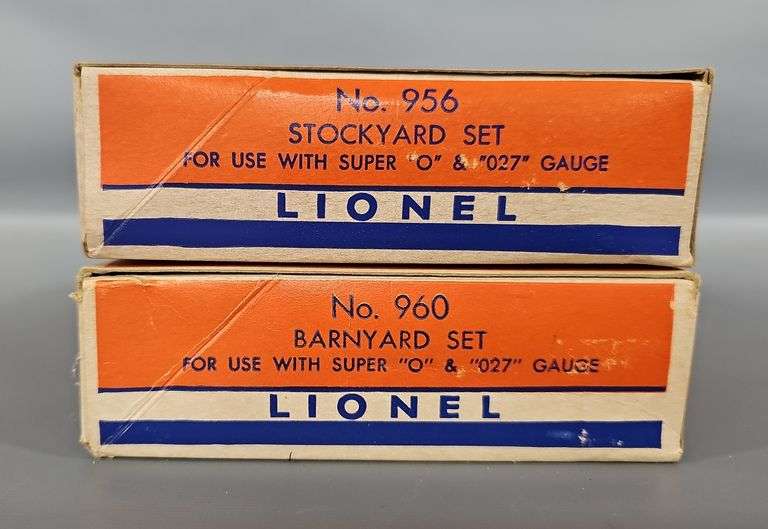 No. 956
STOCKYARD SET
FOR USE WITH SUPER "O" & "027" GAUGE
LIONEL
No. 960
BARNYARD SET
FOR USE WITH SUPER "O" & "027" GAUGE
LIONEL